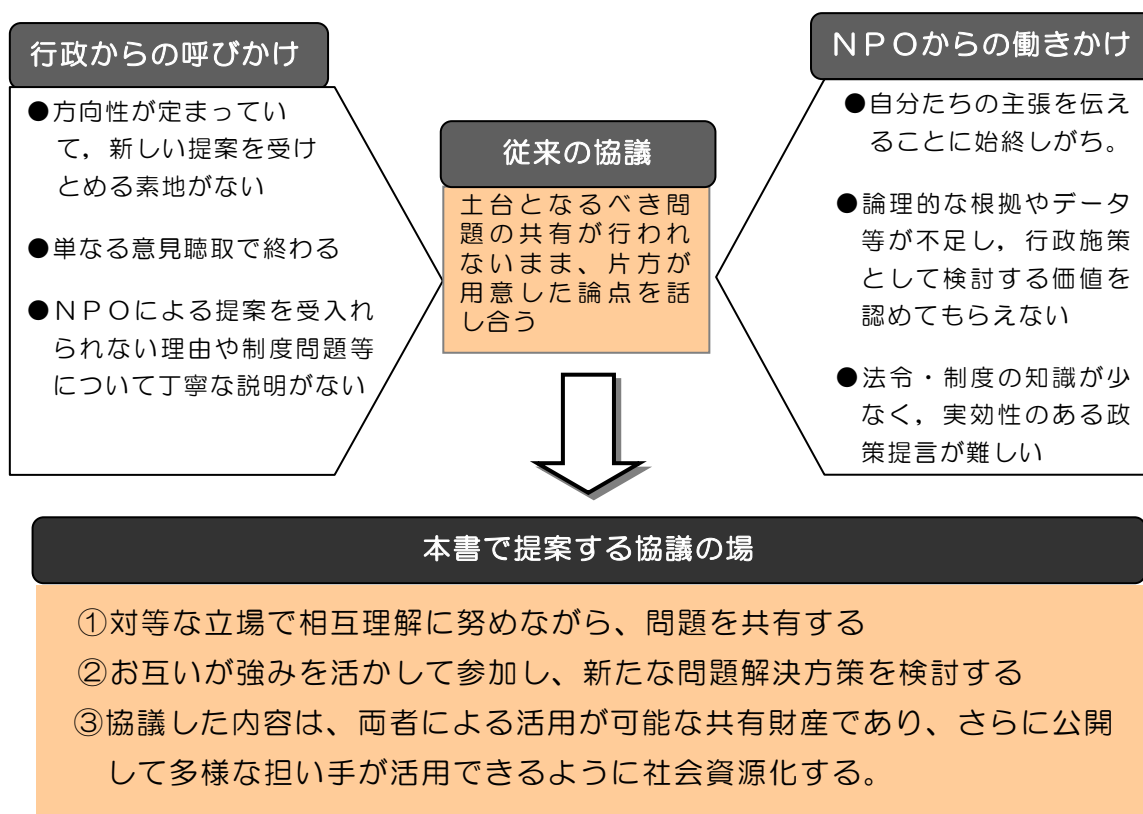 行政からの呼びかけ
●方向性が定まってい
て，新しい提案を受け
とめる素地がない
●単なる意見聴取で終わる
●ＮＰＯによる提案を受入れ
られない理由や制度問題等
について丁寧な説明がない
従来の協議
土台となるべき問
題の共有が行われ
ないまま、片方が
用意した論点を話
し合う
ＮＰＯからの働きかけ
●自分たちの主張を伝え
ることに始終しがち。
●論理的な根拠やデータ
等が不足し，行政施策
として検討する価値を
認めてもらえない
●法令・制度の知識が少
なく，実効性のある政
策提言が難しい
本書で提案する協議の場
①対等な立場で相互理解に努めながら、問題を共有する
②お互いが強みを活かして参加し、新たな問題解決方策を検討する
③協議した内容は、両者による活用が可能な共有財産であり、さらに公開
して多様な担い手が活用できるように社会資源化する。